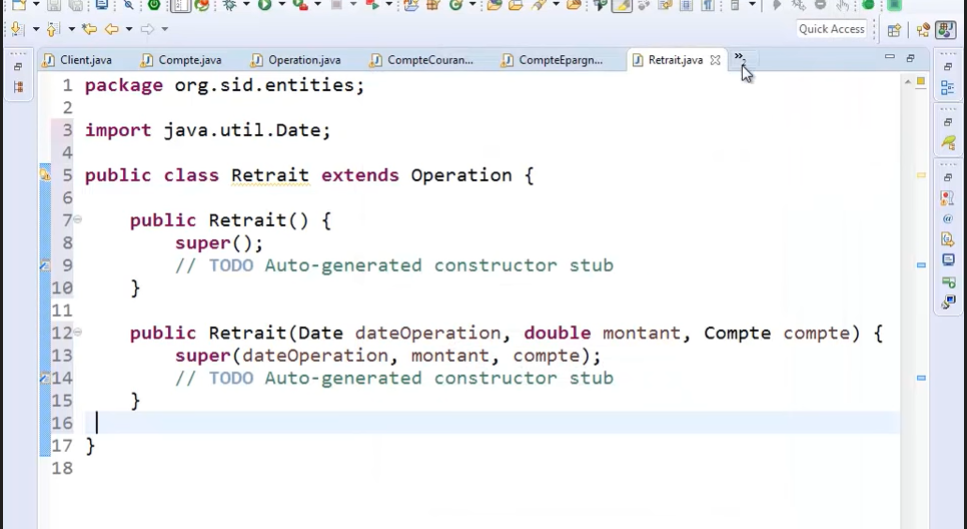 Quick Access
Client.java Compte.java Operation.java CompteCouran... CompteEpargn... Retrait.java »2
1 package org.sid.entities;
2
3 import java.util.Date;
4
5 public class Retrait extends Operation {
6
7 public Retrait() {
8 super();
9 // TODO Auto-generated constructor stub
10 }
11
12 public Retrait(Date dateOperation, double montant, Compte compte) {
13 super(dateOperation, montant, compte);
14 // TODO Auto-generated constructor stub
15 }
16
17 }
18